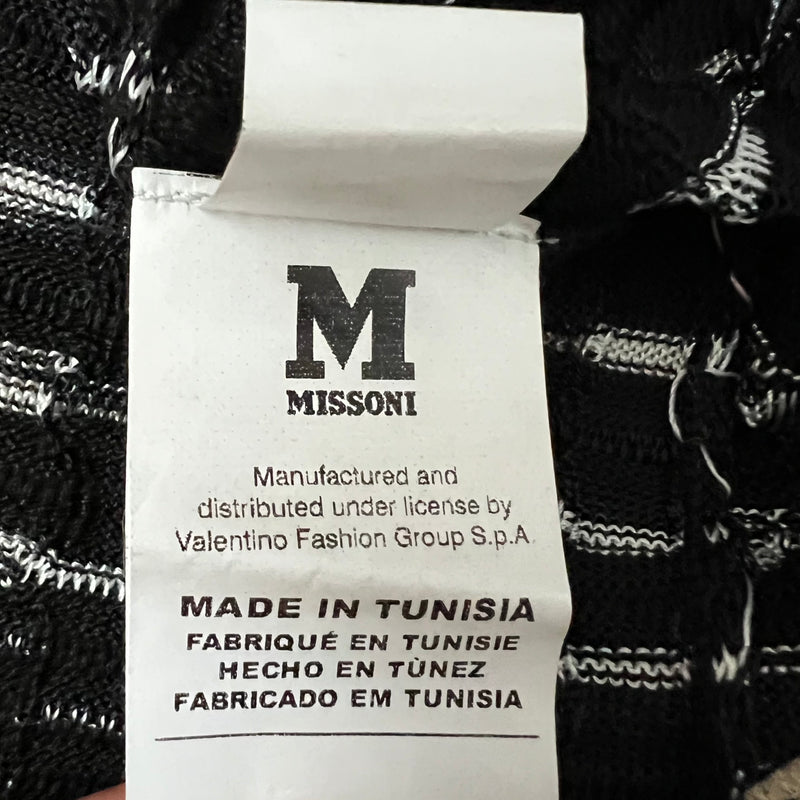 M
MISSONI
Manufactured and
distributed under license by
Valentino Fashion Group S.p.A.
MADE IN TUNISIA
FABRIQUÉ EN TUNISIE
HECHO EN TÙNEZ
FABRICADO EM TUNISIA